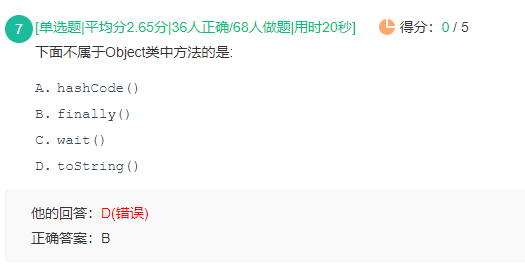 7 [单选题|平均分2.65分|36人正确/68人做题|用时20秒] 得分：0 / 5
下面不属于Object类中方法的是:
A. hashCode()
B. finally()
C. wait()
D. toString()
他的回答：D(错误)
正确答案：B